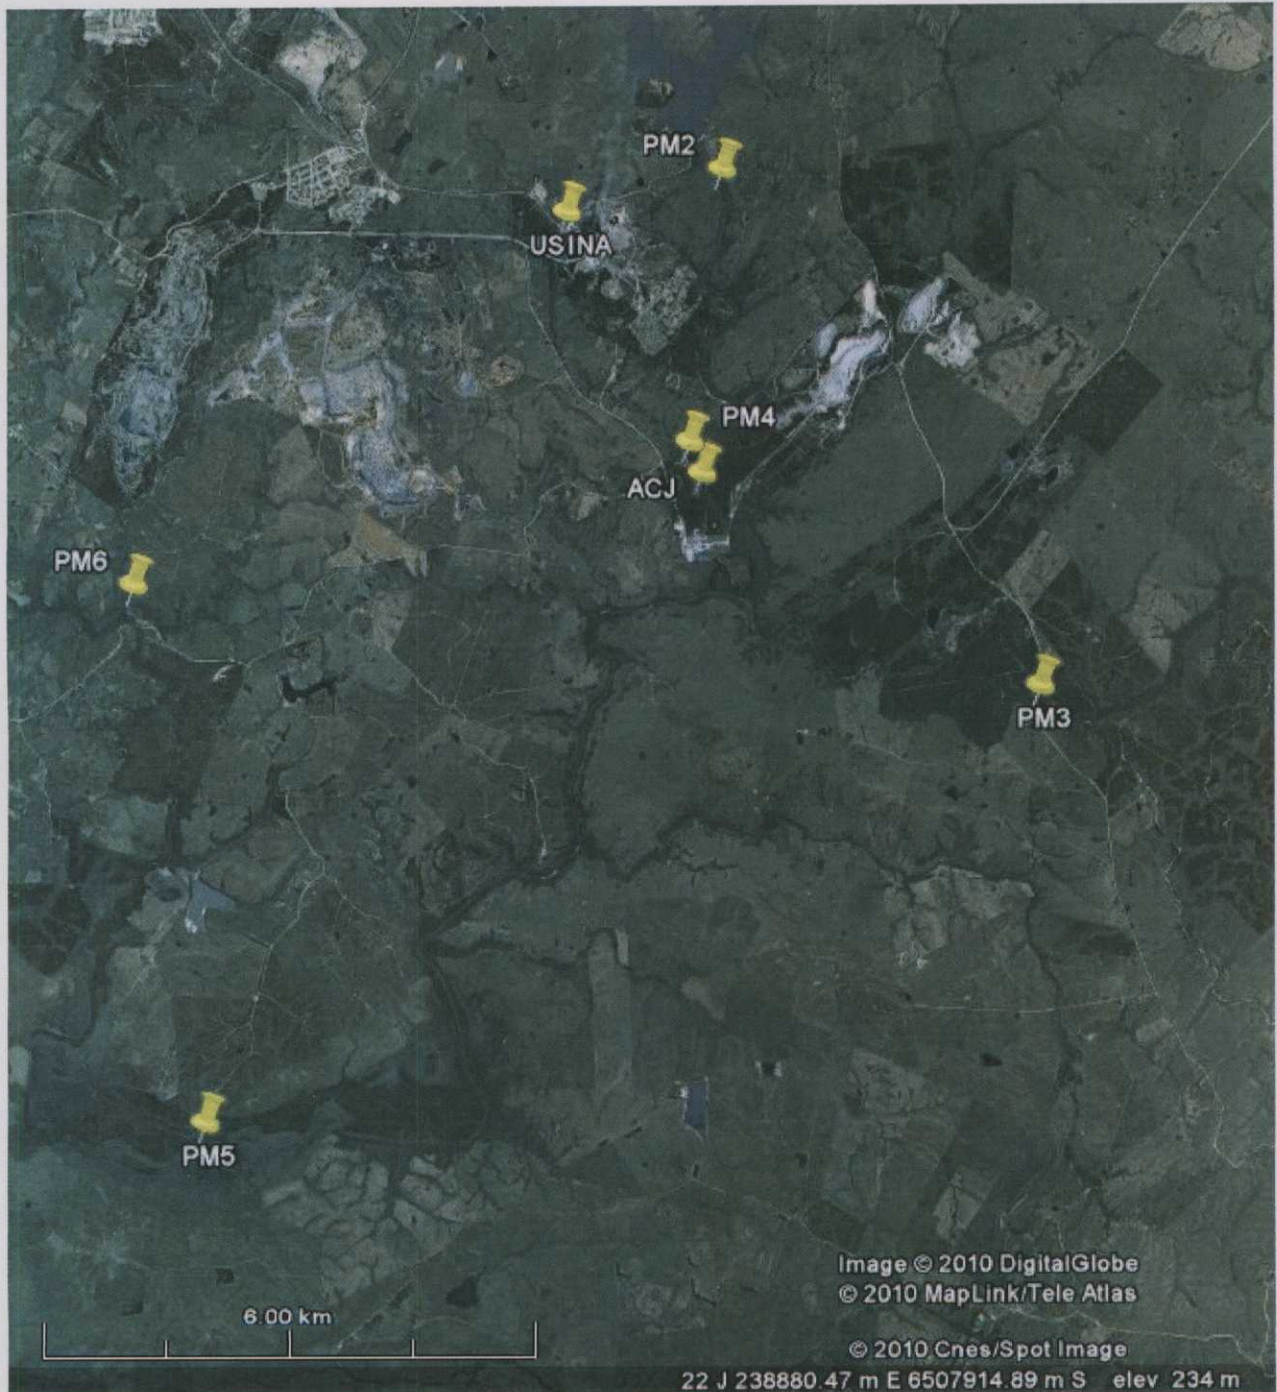 PM2
USINA
PM4
ACJ
PM6
PM3
PM5
Image © 2010 DigitalGlobe
© 2010 MapLink/Tele Atlas
6.00 km
© 2010 Cnes/Spot Image
22 J 238880.47 m E 6507914.89 m S elev 234 m